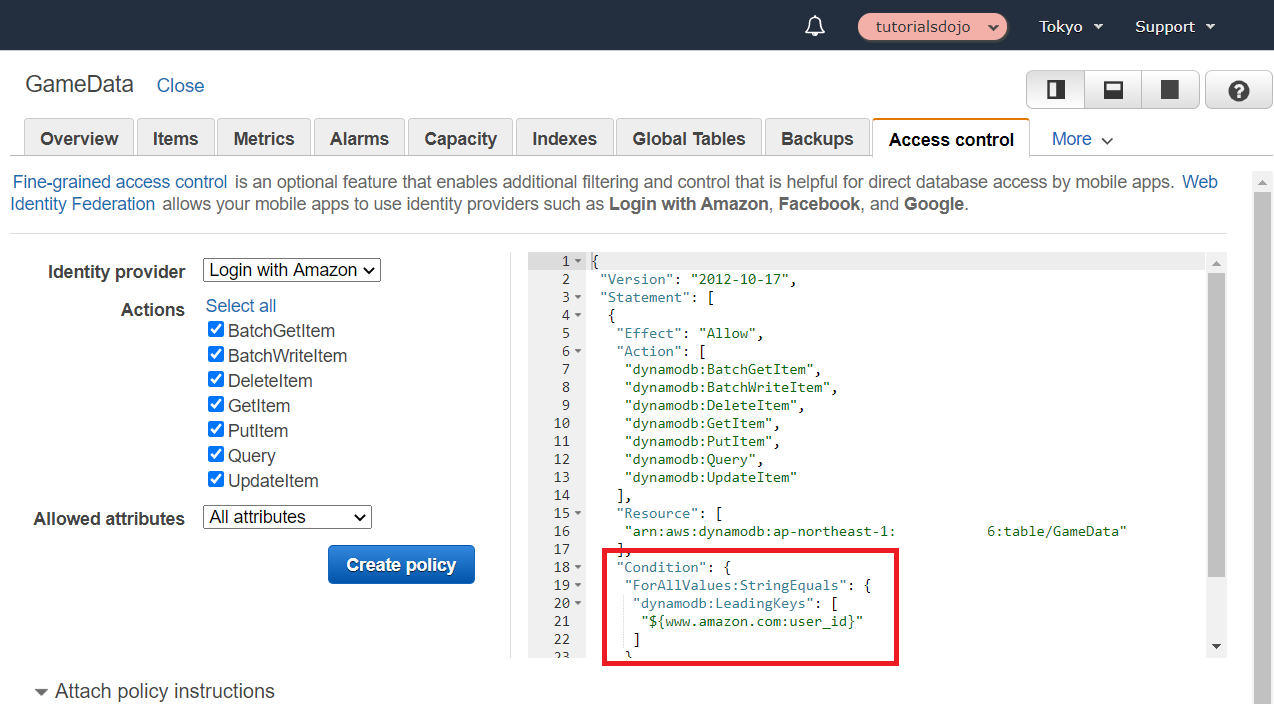 tutorialsdojo Tokyo Support
GameData Close
Overview Items Metrics Alarms Capacity Indexes Global Tables Backups Access control More
Fine-grained access control is an optional feature that enables additional filtering and control that is helpful for direct database access by mobile apps. Web
Identity Federation allows your mobile apps to use identity providers such as Login with Amazon, Facebook, and Google.
Identity provider Login with Amazon
Actions Select all
BatchGetItem
BatchWriteItem
DeleteItem
GetItem
PutItem
Query
UpdateItem
Allowed attributes All attributes
Create policy
1 {
2 "Version": "2012-10-17",
3 "Statement": [
4 {
5 "Effect": "Allow",
6 "Action": [
7 "dynamodb:BatchGetItem",
8 "dynamodb:BatchWriteItem",
9 "dynamodb:DeleteItem",
10 "dynamodb:GetItem",
11 "dynamodb:PutItem",
12 "dynamodb:Query",
13 "dynamodb:UpdateItem"
14 ],
15 "Resource": [
16 "arn:aws:dynamodb:ap-northeast-1: 6:table/GameData"
17 ],
18 "Condition": {
19 "ForAllValues:StringEquals": {
20 "dynamodb:LeadingKeys": [
21 "${www.amazon.com:user_id}"
22 ]
23 }
Attach policy instructions